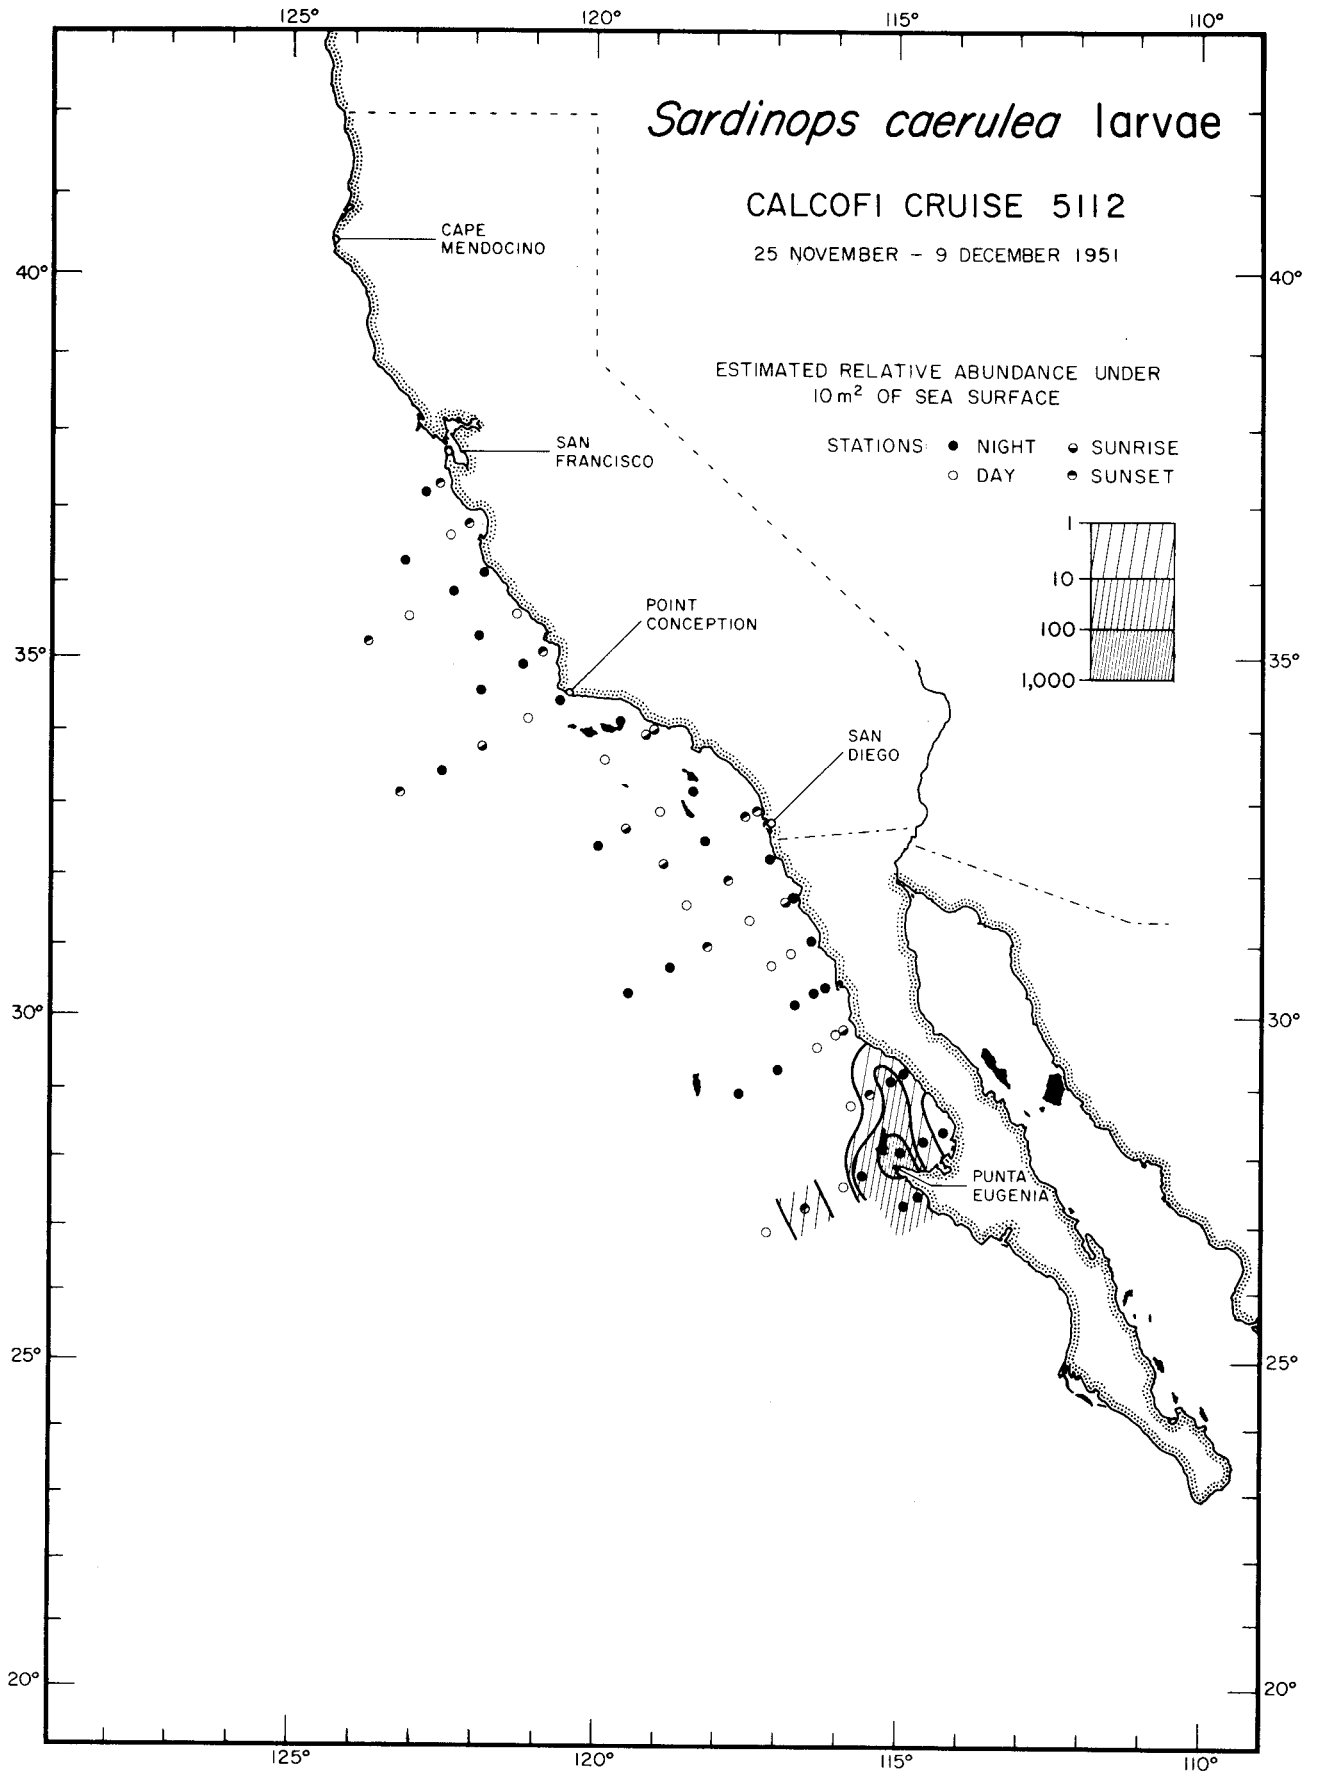 125° 120° 115° 110°
Sardinops caerulea larvae
CALCOFI CRUISE 5112
25 NOVEMBER – 9 DECEMBER 1951
CAPE
MENDOCINO
40° 40°
ESTIMATED RELATIVE ABUNDANCE UNDER
10 m² OF SEA SURFACE
STATIONS: ● NIGHT ◒ SUNRISE
○ DAY ◓ SUNSET
SAN
FRANCISCO
1
10
100
1,000
POINT
CONCEPTION
35° 35°
SAN
DIEGO
30° 30°
PUNTA
EUGENIA
25° 25°
20° 20°
125° 120° 115° 110°